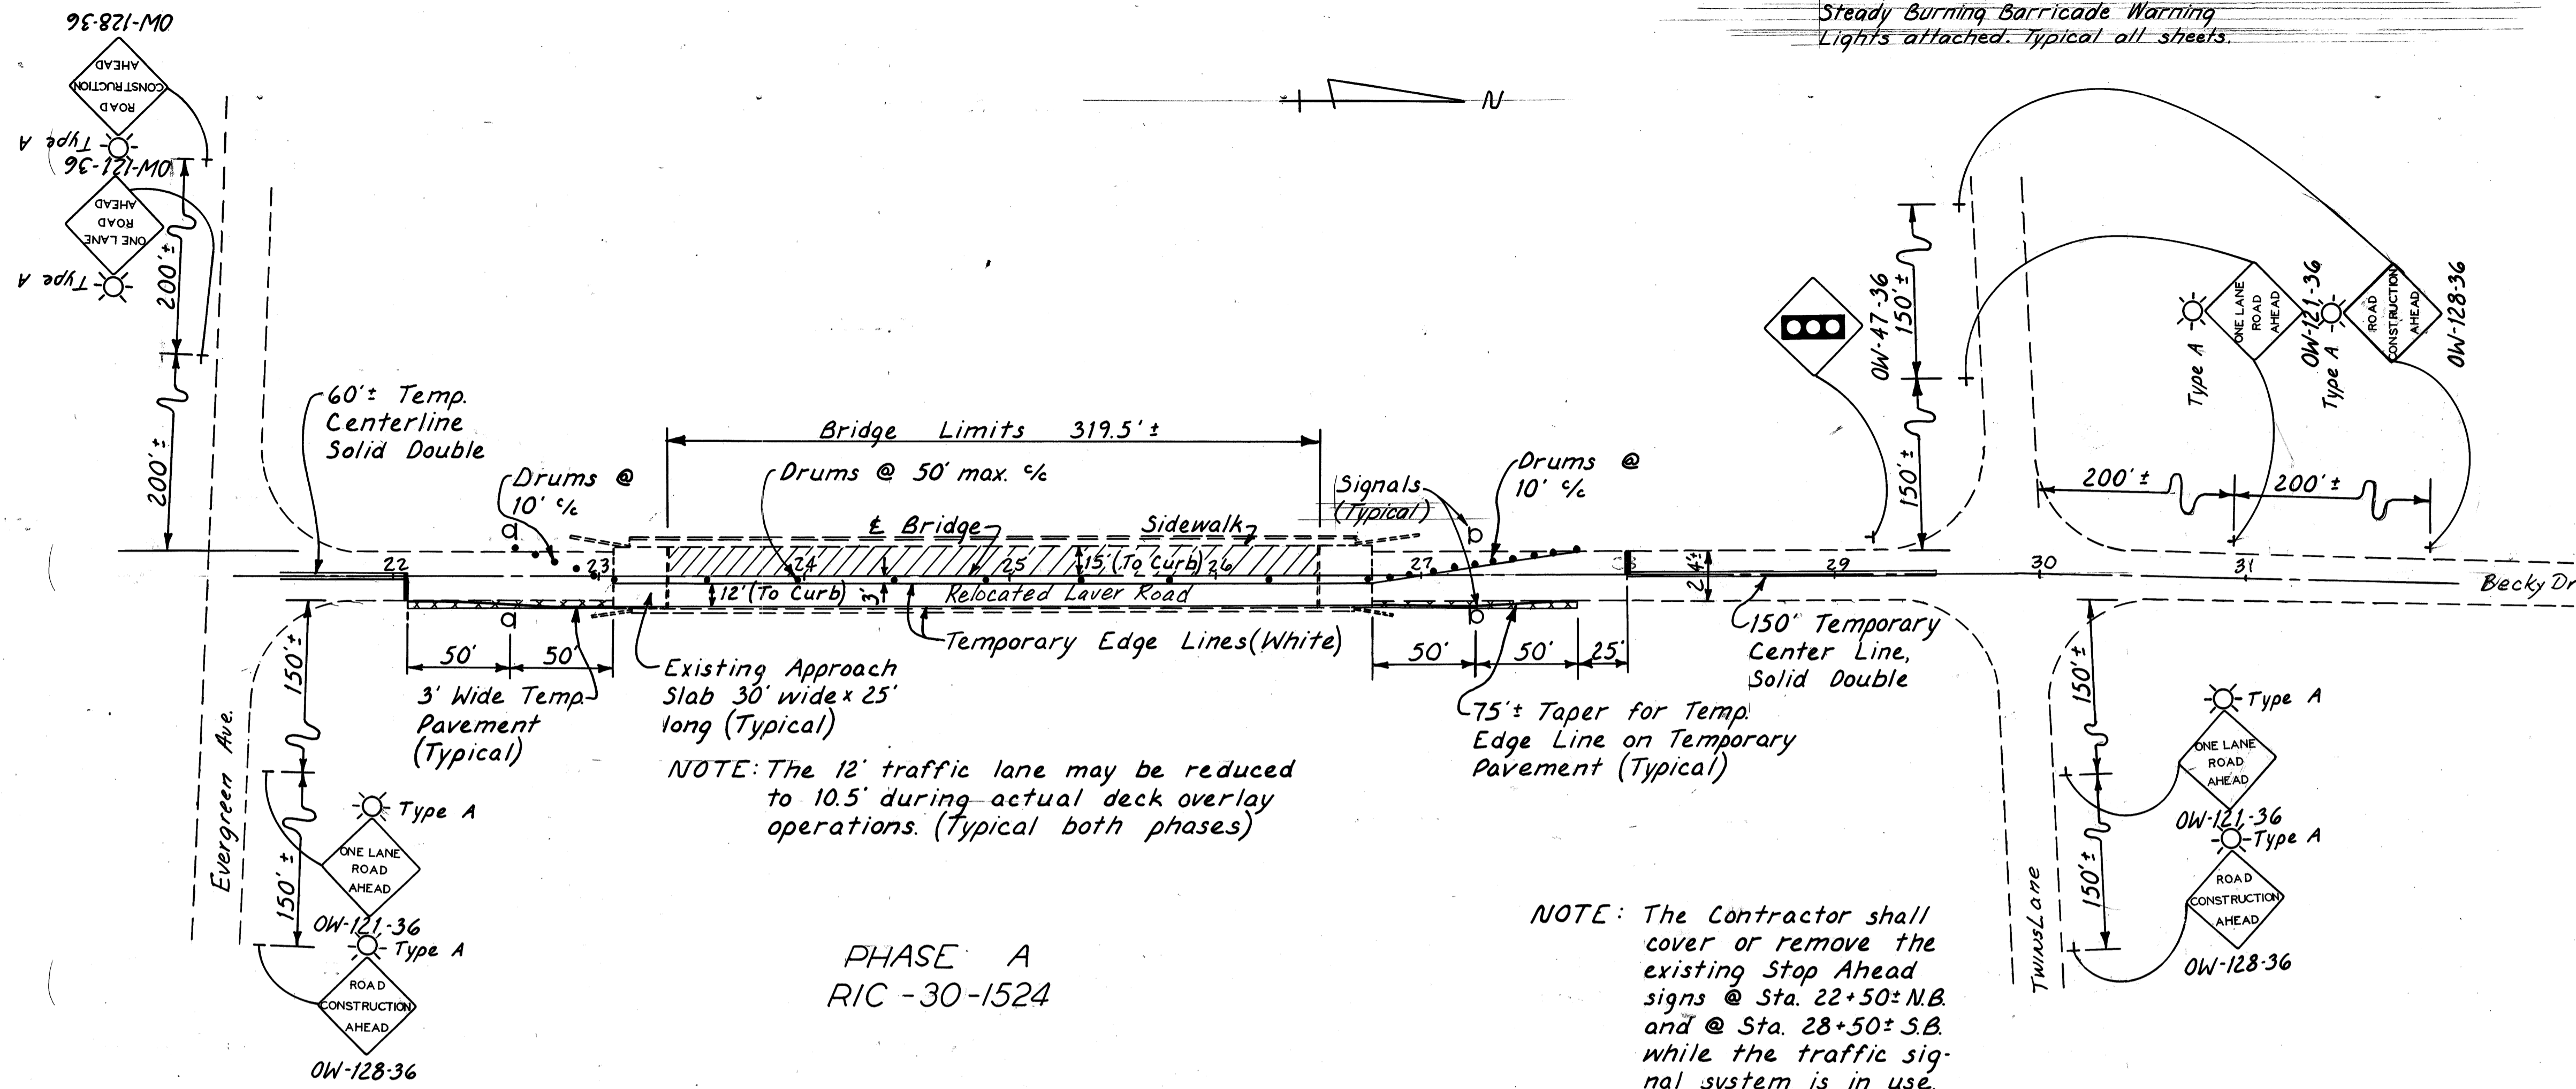 Steady Burning Barricade Warning
Lights attached. Typical all sheets.
OW-128-36
ROAD
CONSTRUCTION
AHEAD
Type A
OW-121-36
ONE LANE
ROAD
AHEAD
Type A
200'±
200'±
N
60'± Temp.
Centerline
Solid Double
Drums @
10' c/c
Bridge Limits 319.5'±
Drums @ 50' max. c/c
Signals
(Typical)
Drums @
10' c/c
℄ Bridge
Sidewalk
OW-47-36
150'±
150'±
ONE LANE
ROAD
AHEAD
Type A
OW-121-36
ROAD
CONSTRUCTION
AHEAD
Type A
OW-128-36
200'±
200'±
22
23
24
25
26
27
28
29
30
31
15' (To Curb)
12' (To Curb)
3'
Relocated Laver Road
24'±
Becky Dr
Temporary Edge Lines (White)
50'
50'
50'
50'
25'
3' Wide Temp.
Pavement
(Typical)
Existing Approach
Slab 30' wide x 25'
long (Typical)
75'± Taper for Temp.
Edge Line on Temporary
Pavement (Typical)
150' Temporary
Center Line,
Solid Double
NOTE: The 12' traffic lane may be reduced
to 10.5' during actual deck overlay
operations. (Typical both phases)
Evergreen Ave.
150'±
150'±
Type A
ONE LANE
ROAD
AHEAD
OW-121-36
Type A
ROAD
CONSTRUCTION
AHEAD
OW-128-36
PHASE A
RIC-30-1524
NOTE: The Contractor shall
cover or remove the
existing Stop Ahead
signs @ Sta. 22+50± N.B.
and @ Sta. 28+50± S.B.
while the traffic sig-
nal system is in use.
Twins Lane
150'±
150'±
Type A
ONE LANE
ROAD
AHEAD
OW-121-36
Type A
ROAD
CONSTRUCTION
AHEAD
OW-128-36